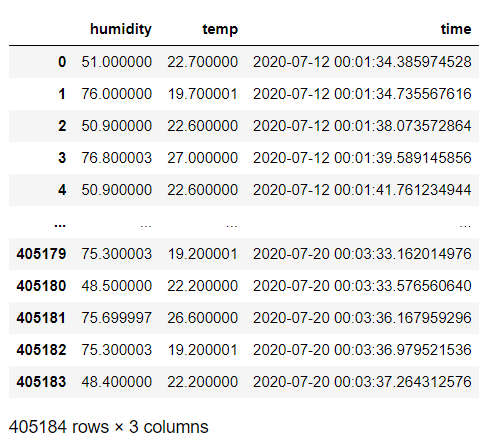 humidity temp time
0 51.000000 22.700000 2020-07-12 00:01:34.385974528
1 76.000000 19.700001 2020-07-12 00:01:34.735567616
2 50.900000 22.600000 2020-07-12 00:01:38.073572864
3 76.800003 27.000000 2020-07-12 00:01:39.589145856
4 50.900000 22.600000 2020-07-12 00:01:41.761234944
... ... ... ...
405179 75.300003 19.200001 2020-07-20 00:03:33.162014976
405180 48.500000 22.200000 2020-07-20 00:03:33.576560640
405181 75.699997 26.600000 2020-07-20 00:03:36.167959296
405182 75.300003 19.200001 2020-07-20 00:03:36.979521536
405183 48.400000 22.200000 2020-07-20 00:03:37.264312576
405184 rows × 3 columns